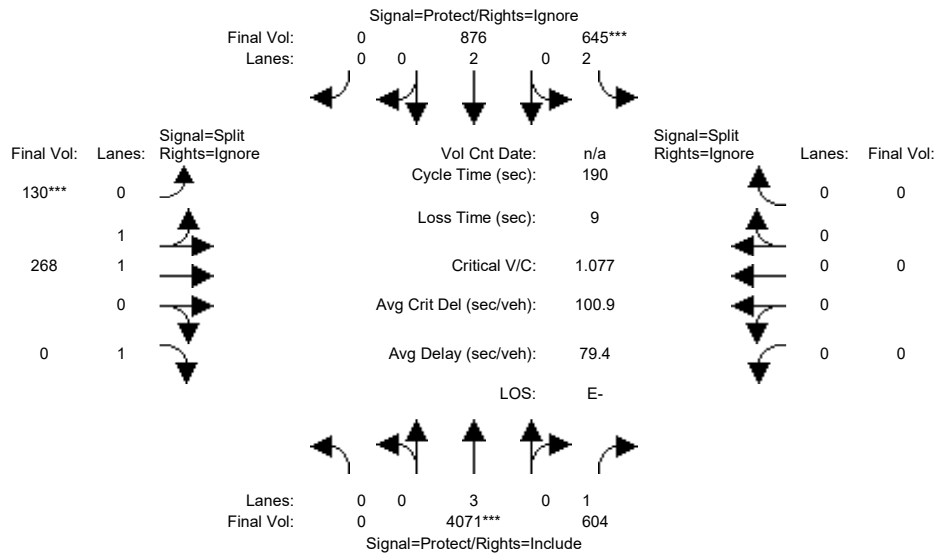 Signal=Protect/Rights=Ignore
Final Vol: 0 876 645***
Lanes: 0 0 2 0 2
Signal=Split
Final Vol: Lanes: Rights=Ignore
Vol Cnt Date: n/a
Signal=Split
Rights=Ignore Lanes: Final Vol:
Cycle Time (sec): 190
130*** 0
0 0
Loss Time (sec): 9
1
0
268 1
Critical V/C: 1.077
0 0
0
Avg Crit Del (sec/veh): 100.9
0
0 1
Avg Delay (sec/veh): 79.4
0 0
LOS: E-
Lanes: 0 0 3 0 1
Final Vol: 0 4071*** 604
Signal=Protect/Rights=Include